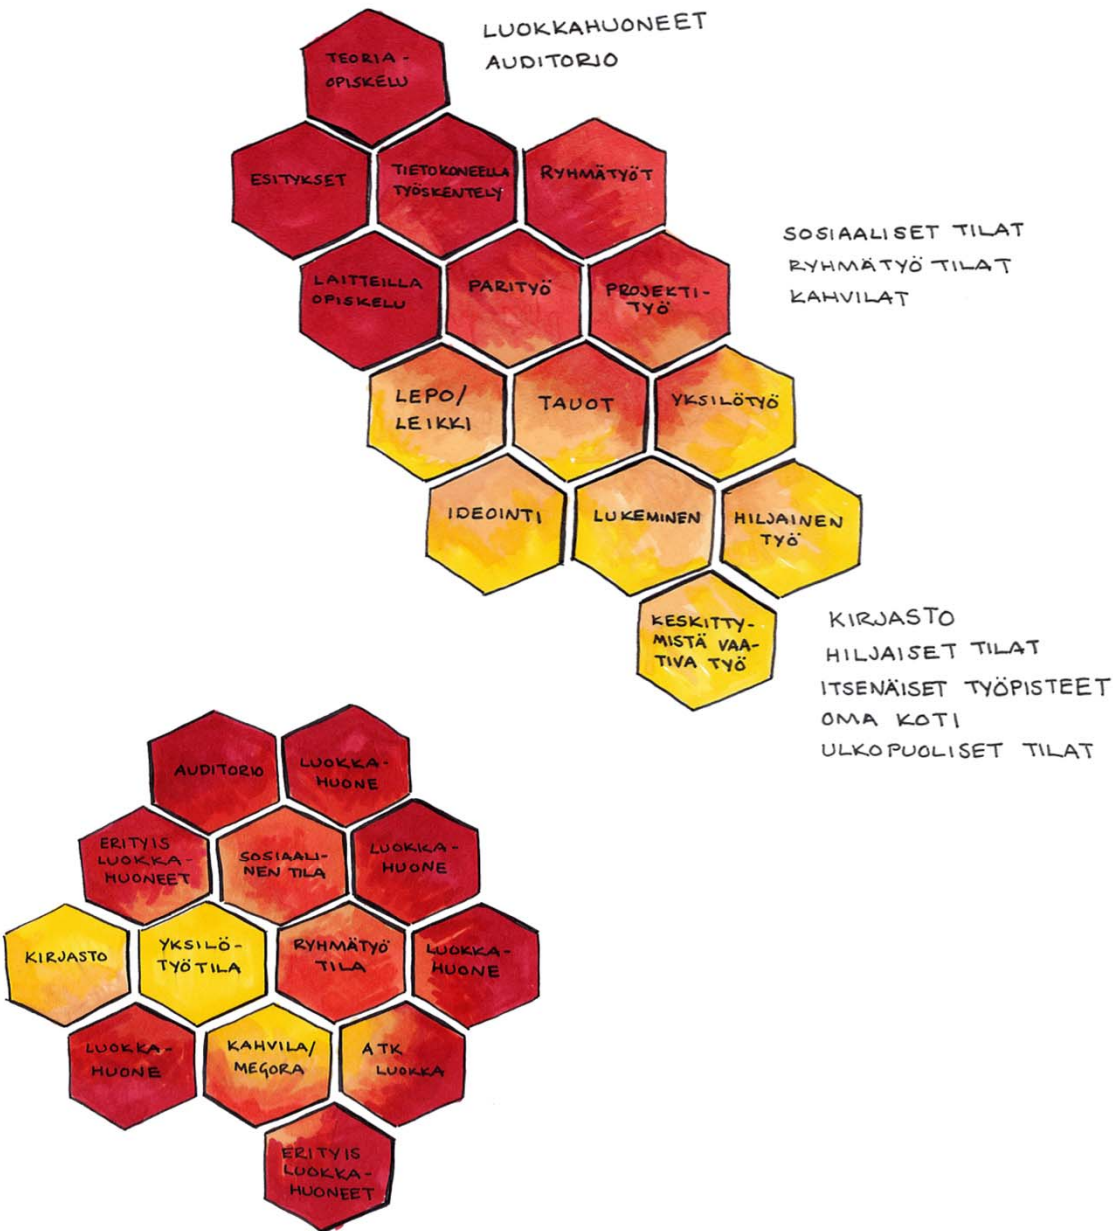 LUOKKAHUONEET
AUDITORIO
TEORIA-
OPISKELU
ESITYKSET
TIETOKONEELLA
TYÖSKENTELY
RYHMÄTYÖT
SOSIAALISET TILAT
RYHMÄTYÖ TILAT
KAHVILAT
LAITTEILLA
OPISKELU
PARITYÖ
PROJEKTI-
TYÖ
LEPO/
LEIKKI
TAUOT
YKSILÖTYÖ
IDEOINTI
LUKEMINEN
HILJAINEN
TYÖ
KESKITTY-
MISTÄ VAA-
TIVA TYÖ
KIRJASTO
HILJAISET TILAT
ITSENÄISET TYÖPISTEET
OMA KOTI
ULKOPUOLISET TILAT
AUDITORIO
LUOKKA-
HUONE
ERITYIS
LUOKKA-
HUONEET
SOSIAALI-
NEN TILA
LUOKKA-
HUONE
KIRJASTO
YKSILÖ-
TYÖTILA
RYHMÄTYÖ
TILA
LUOKKA-
HUONE
LUOKKA-
HUONE
KAHVILA/
MEGORA
ATK
LUOKKA
ERITYIS
LUOKKA-
HUONEET